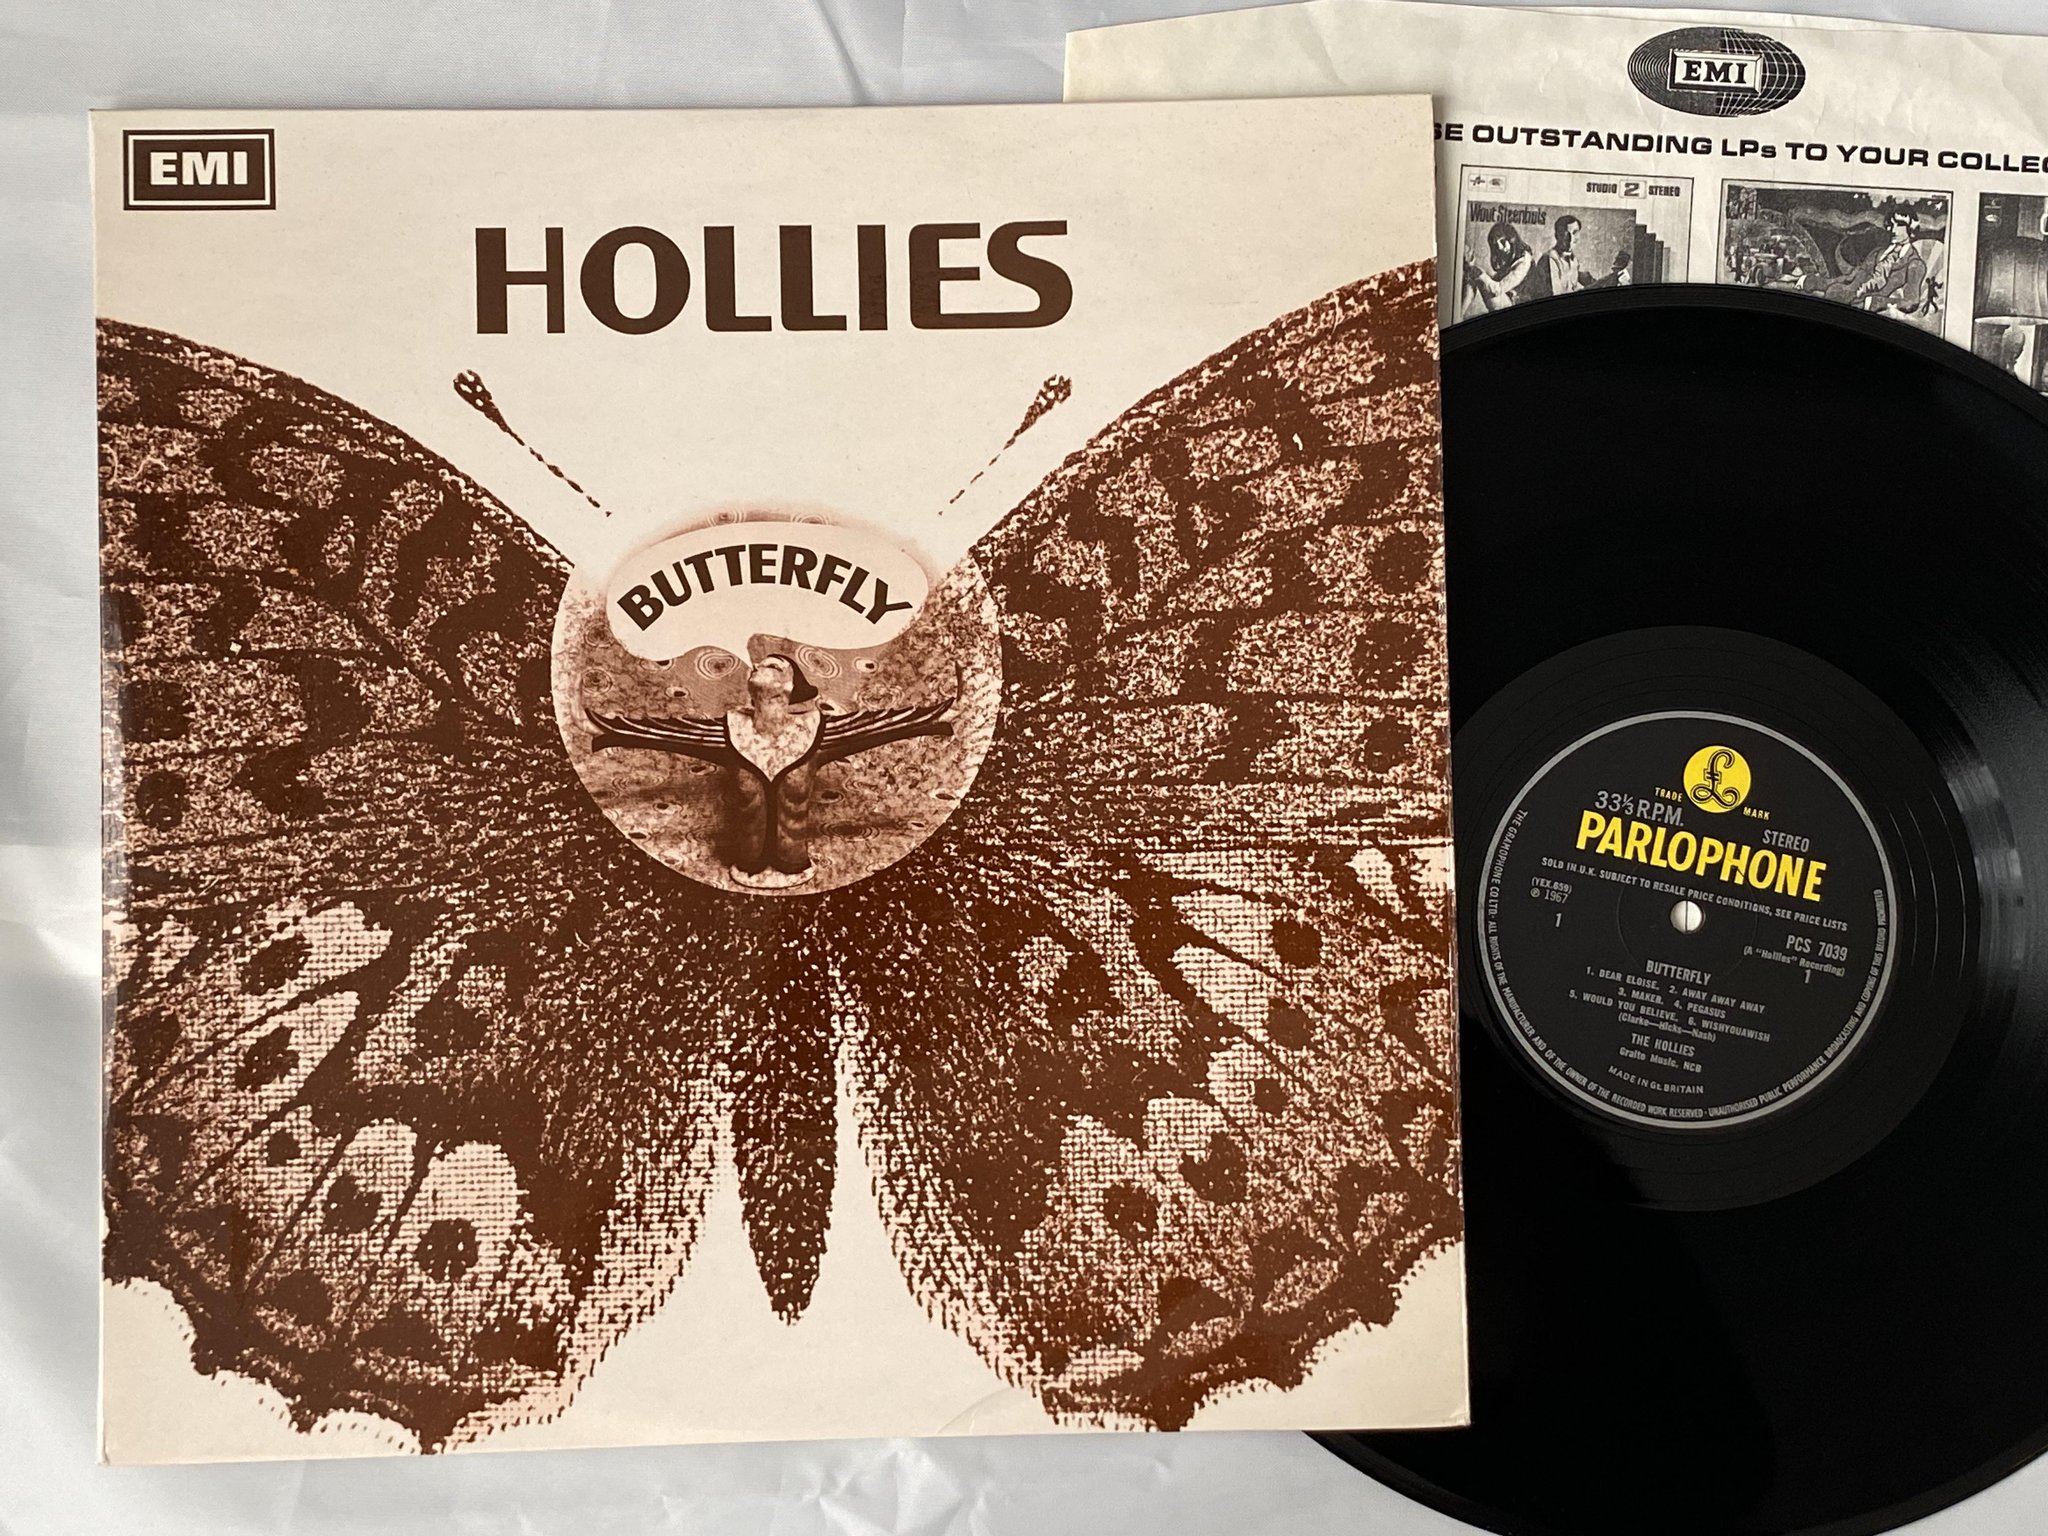 EMI
HOLLIES
BUTTERFLY
EMI
SE OUTSTANDING LPs TO YOUR COLLEC
STUDIO 2 STEREO
Wout Steenhuis
TRADE £ MARK
33⅓ R.P.M.
STEREO
PARLOPHONE
SOLD IN U.K. SUBJECT TO RESALE PRICE CONDITIONS, SEE PRICE LISTS
(YEX.659)
℗ 1967
1
PCS 7039
(A "Hollies" Recording)
1
BUTTERFLY
1. DEAR ELOISE. 2. AWAY AWAY AWAY
3. MAKER. 4. PEGASUS
5. WOULD YOU BELIEVE. 6. WISHYOUAWISH
(Clarke—Hicks—Nash)
THE HOLLIES
Gralto Music. NCB
MADE IN GT. BRITAIN
THE GRAMOPHONE CO. LTD. · ALL RIGHTS OF THE MANUFACTURER AND OF THE OWNER OF THE RECORDED WORK RESERVED · UNAUTHORISED PUBLIC PERFORMANCE BROADCASTING AND COPYING OF THIS RECORD PROHIBITED